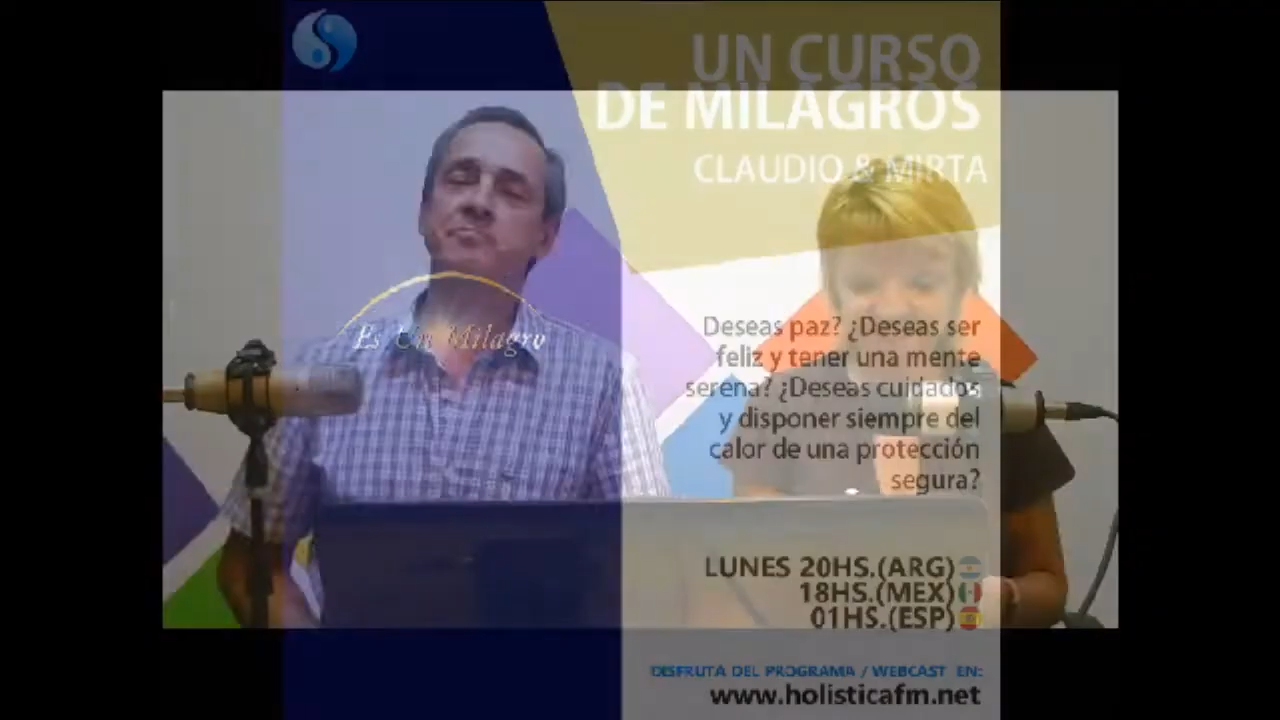 UN CURSO
DE MILAGROS
CLAUDIO & MIRTA
Es Un Milagro
Deseas paz? ¿Deseas ser
feliz y tener una mente
serena? ¿Deseas cuidados
y disponer siempre del
calor de una protección
segura?
LUNES 20HS.(ARG)
18HS.(MEX)
01HS.(ESP)
DISFRUTA DEL PROGRAMA / WEBCAST EN:
www.holisticafm.net